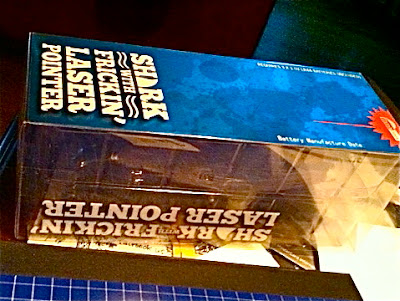 SHARK
WITH
FRICKIN'
LASER
POINTER
Battery Manufacture Date
SHARK
WITH FRICKIN'
LASER POINTER